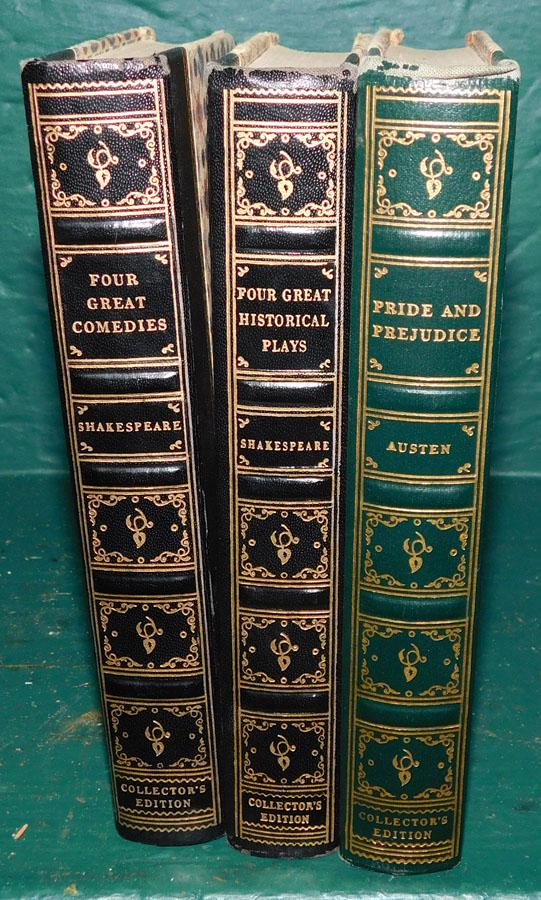 FOUR
GREAT
COMEDIES
SHAKESPEARE
COLLECTOR'S
EDITION
FOUR GREAT
HISTORICAL
PLAYS
SHAKESPEARE
COLLECTOR'S
EDITION
PRIDE AND
PREJUDICE
AUSTEN
COLLECTOR'S
EDITION